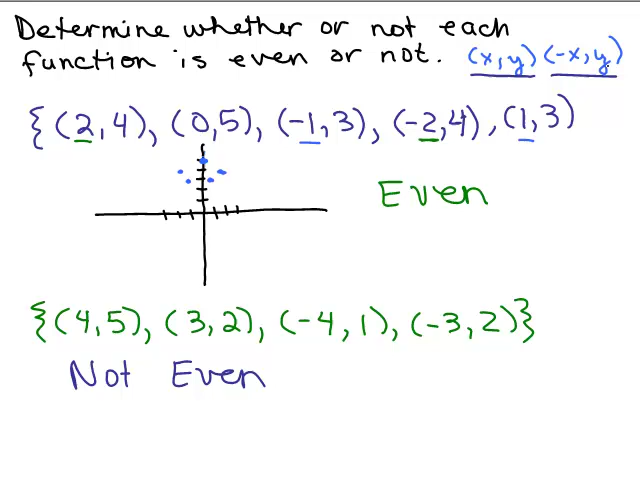 Determine whether or not each
function is even or not. (x,y) (-x,y)
{(2,4), (0,5), (-1,3), (-2,4), (1,3)
Even
{(4,5), (3,2), (-4,1), (-3,2)}
Not Even